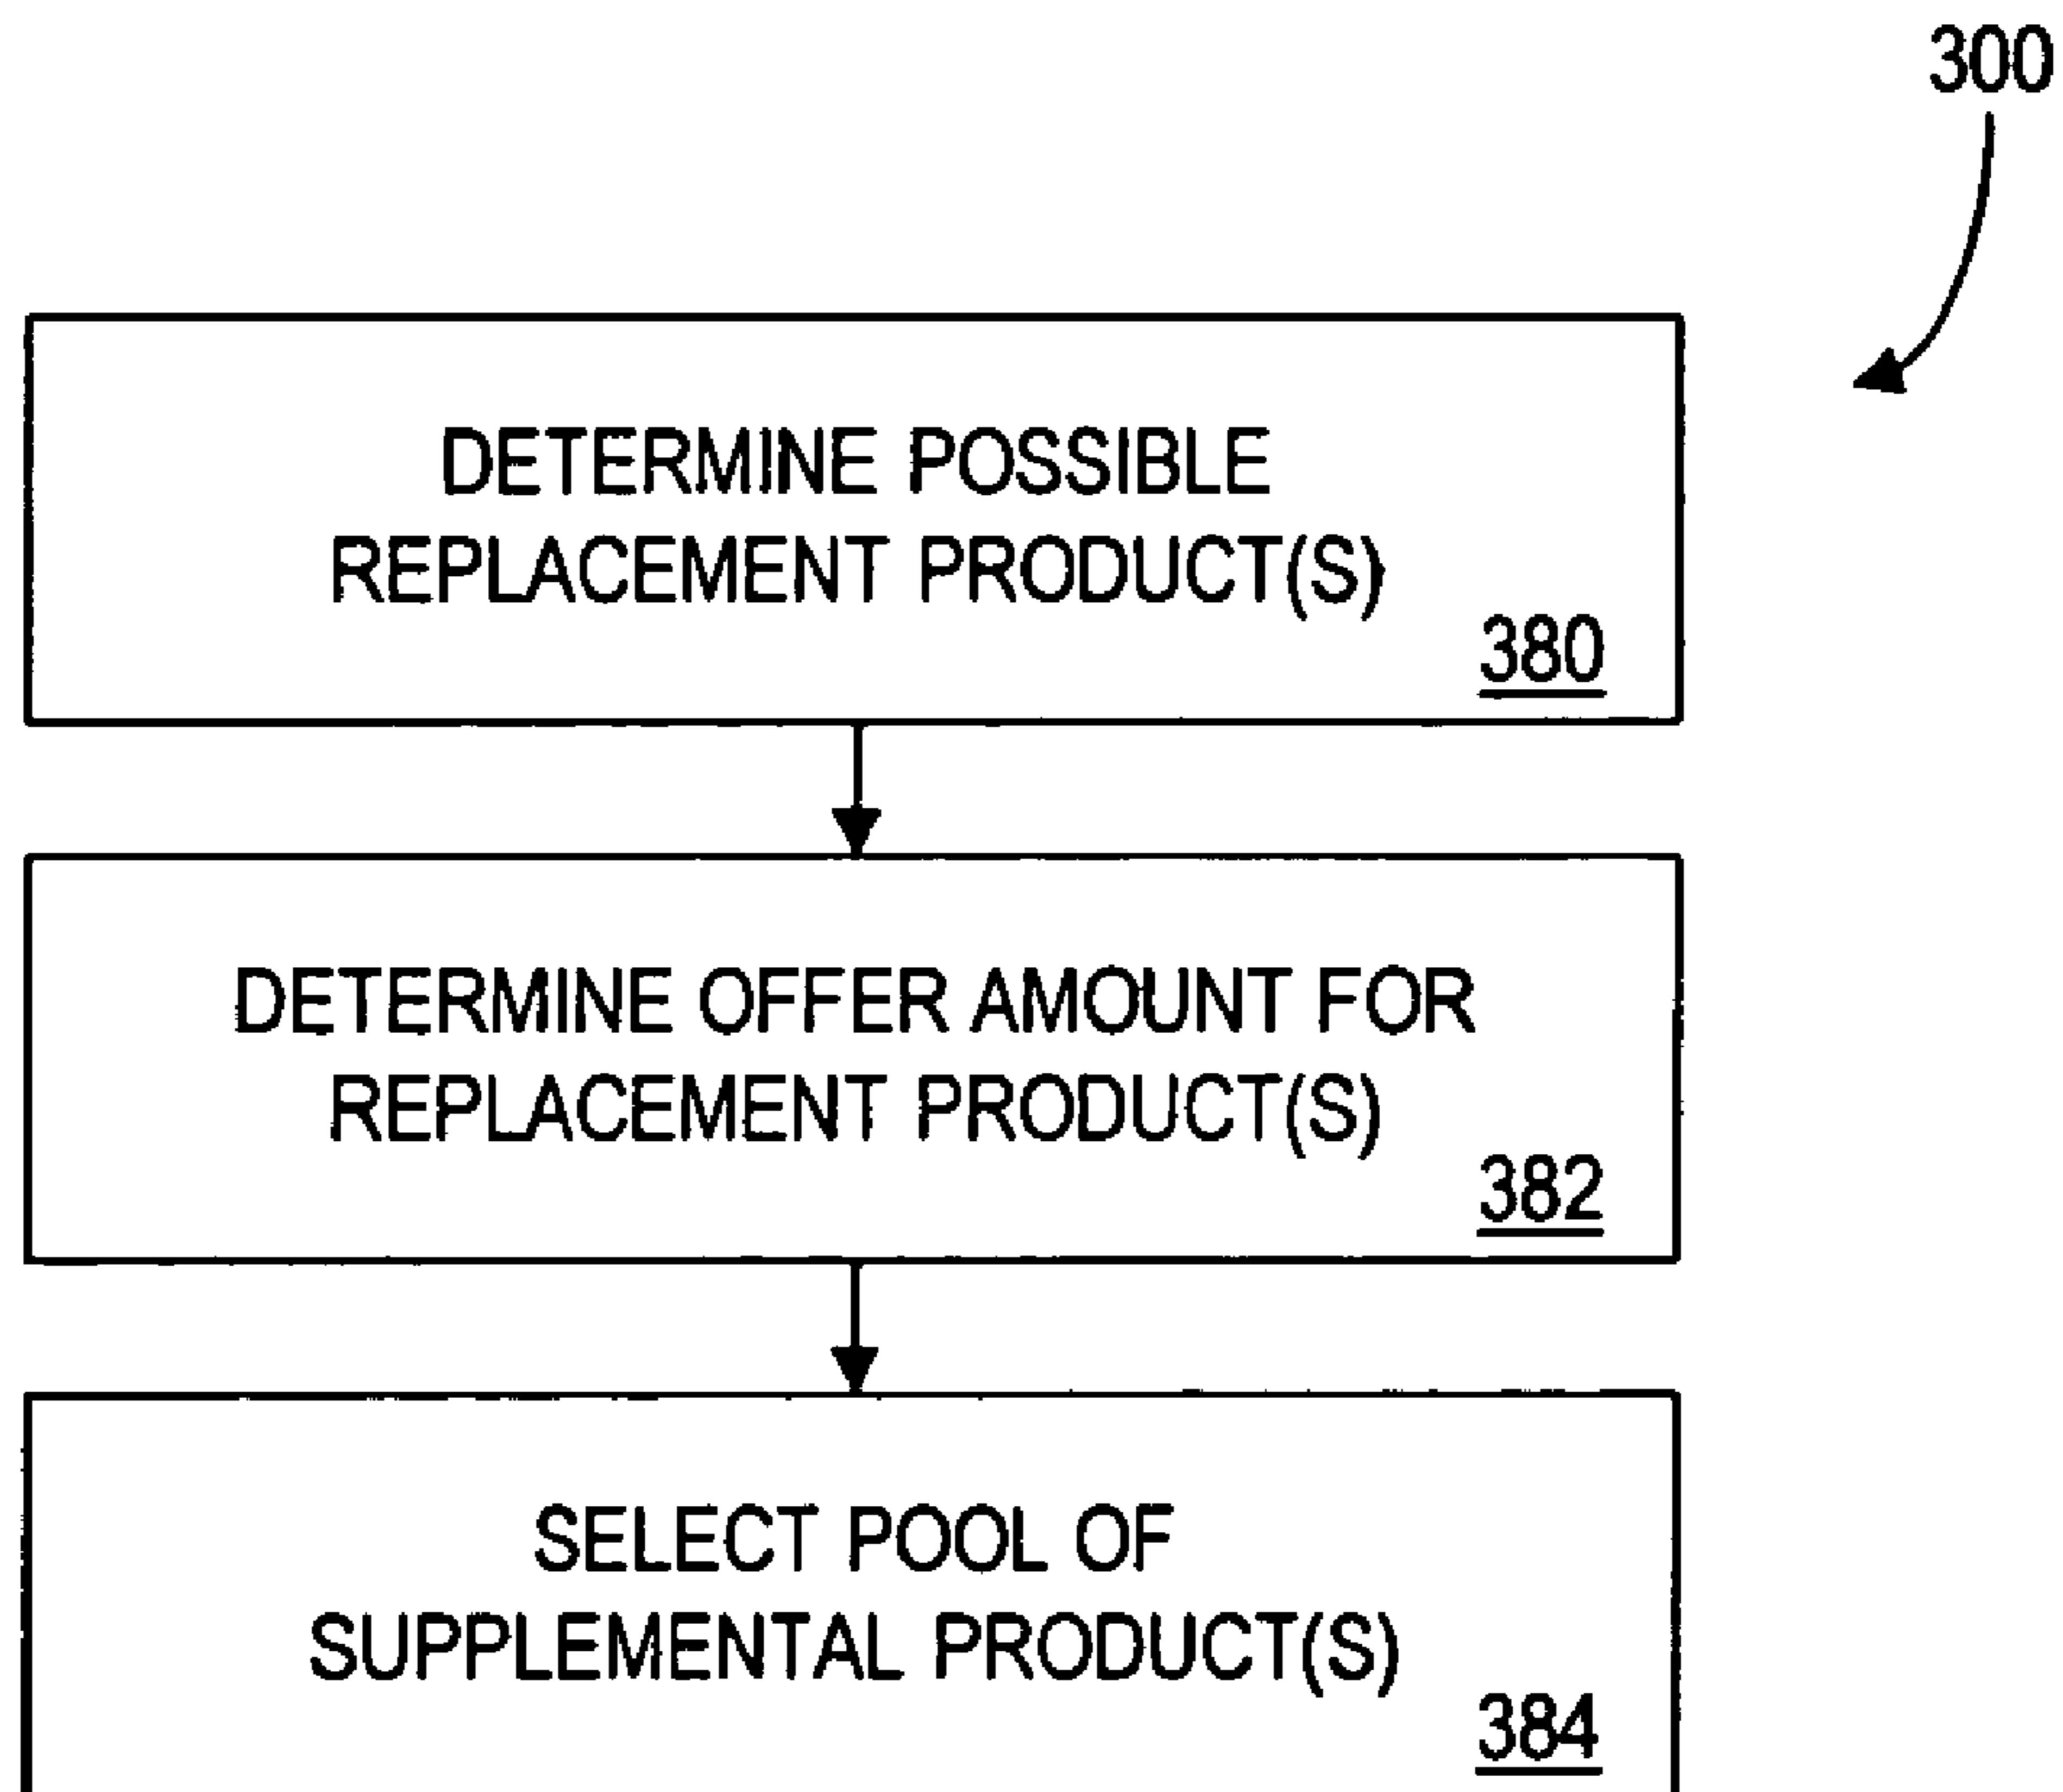 300
DETERMINE POSSIBLE
REPLACEMENT PRODUCT(S)
380
DETERMINE OFFER AMOUNT FOR
REPLACEMENT PRODUCT(S)
382
SELECT POOL OF
SUPPLEMENTAL PRODUCT(S)
384